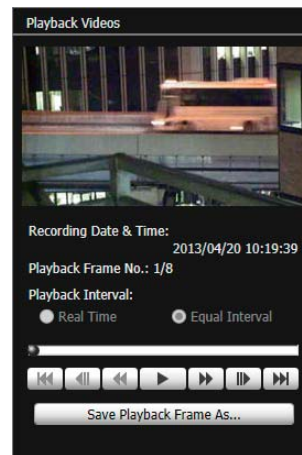 Playback Videos
Recording Date & Time:
2013/04/20 10:19:39
Playback Frame No.: 1/8
Playback Interval:
Real Time Equal Interval
Save Playback Frame As...